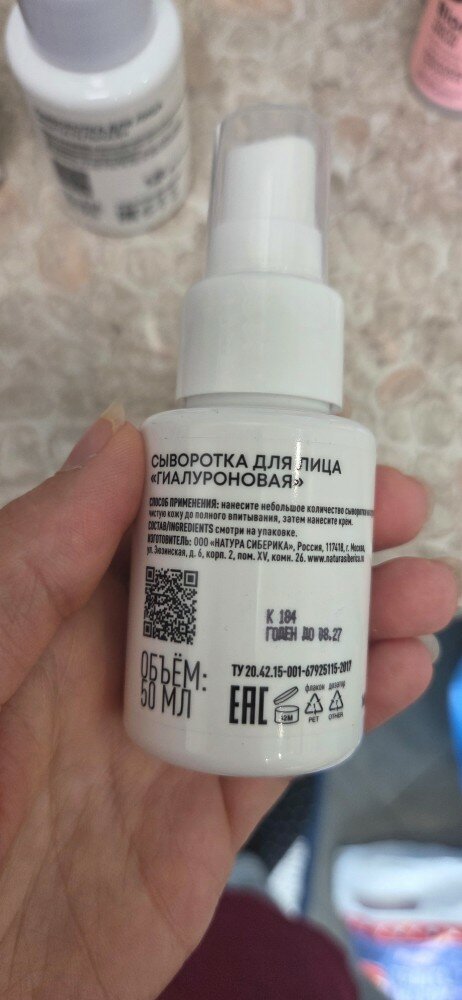 СЫВОРОТКА ДЛЯ ЛИЦА
«ГИАЛУРОНОВАЯ»
СПОСОБ ПРИМЕНЕНИЯ: нанесите небольшое количество сыворотки на
чистую кожу до полного впитывания, затем нанесите крем.
СОСТАВ/INGREDIENTS смотри на упаковке.
ИЗГОТОВИТЕЛЬ: ООО «НАТУРА СИБЕРИКА», Россия, 117418, г. Москва,
ул. Зюзинская, д. 6, корп. 2, пом. XV, комн. 26. www.naturasiberica.ru
К 184
ГОДЕН ДО 08.27
ОБЪЁМ:
50 МЛ
ТУ 20.42.15-001-67925115-2017
флакон дозатор
EAC
12M
PET
OTHER